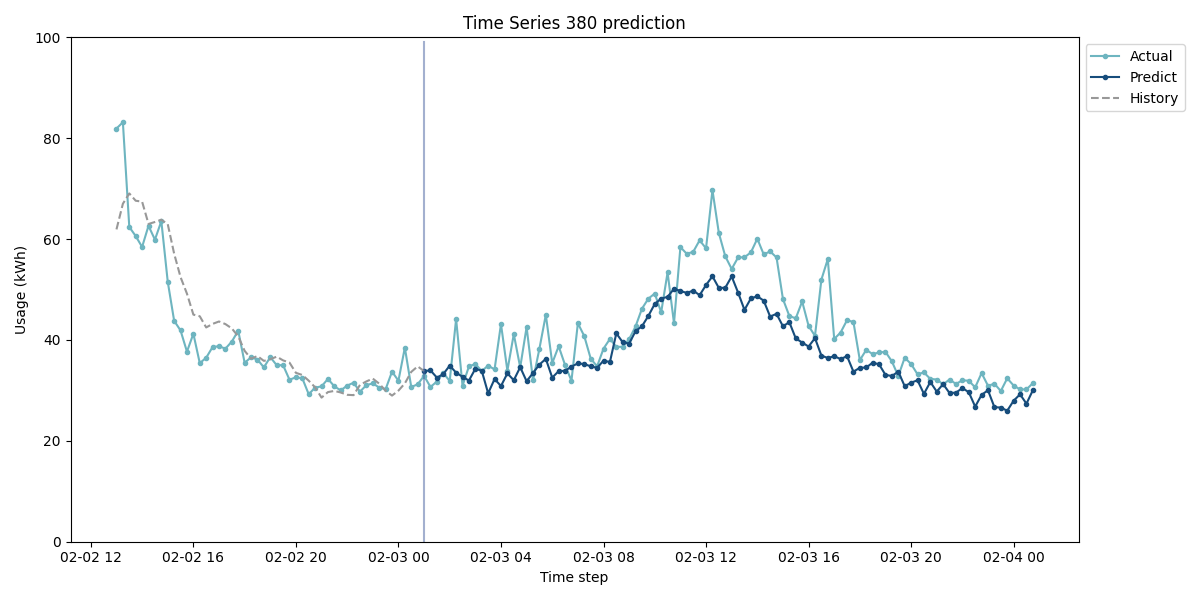 Time Series 380 prediction
100
80
60
40
20
0
Usage (kWh)
02-02 12
02-02 16
02-02 20
02-03 00
02-03 04
02-03 08
02-03 12
02-03 16
02-03 20
02-04 00
Time step
Actual
Predict
History